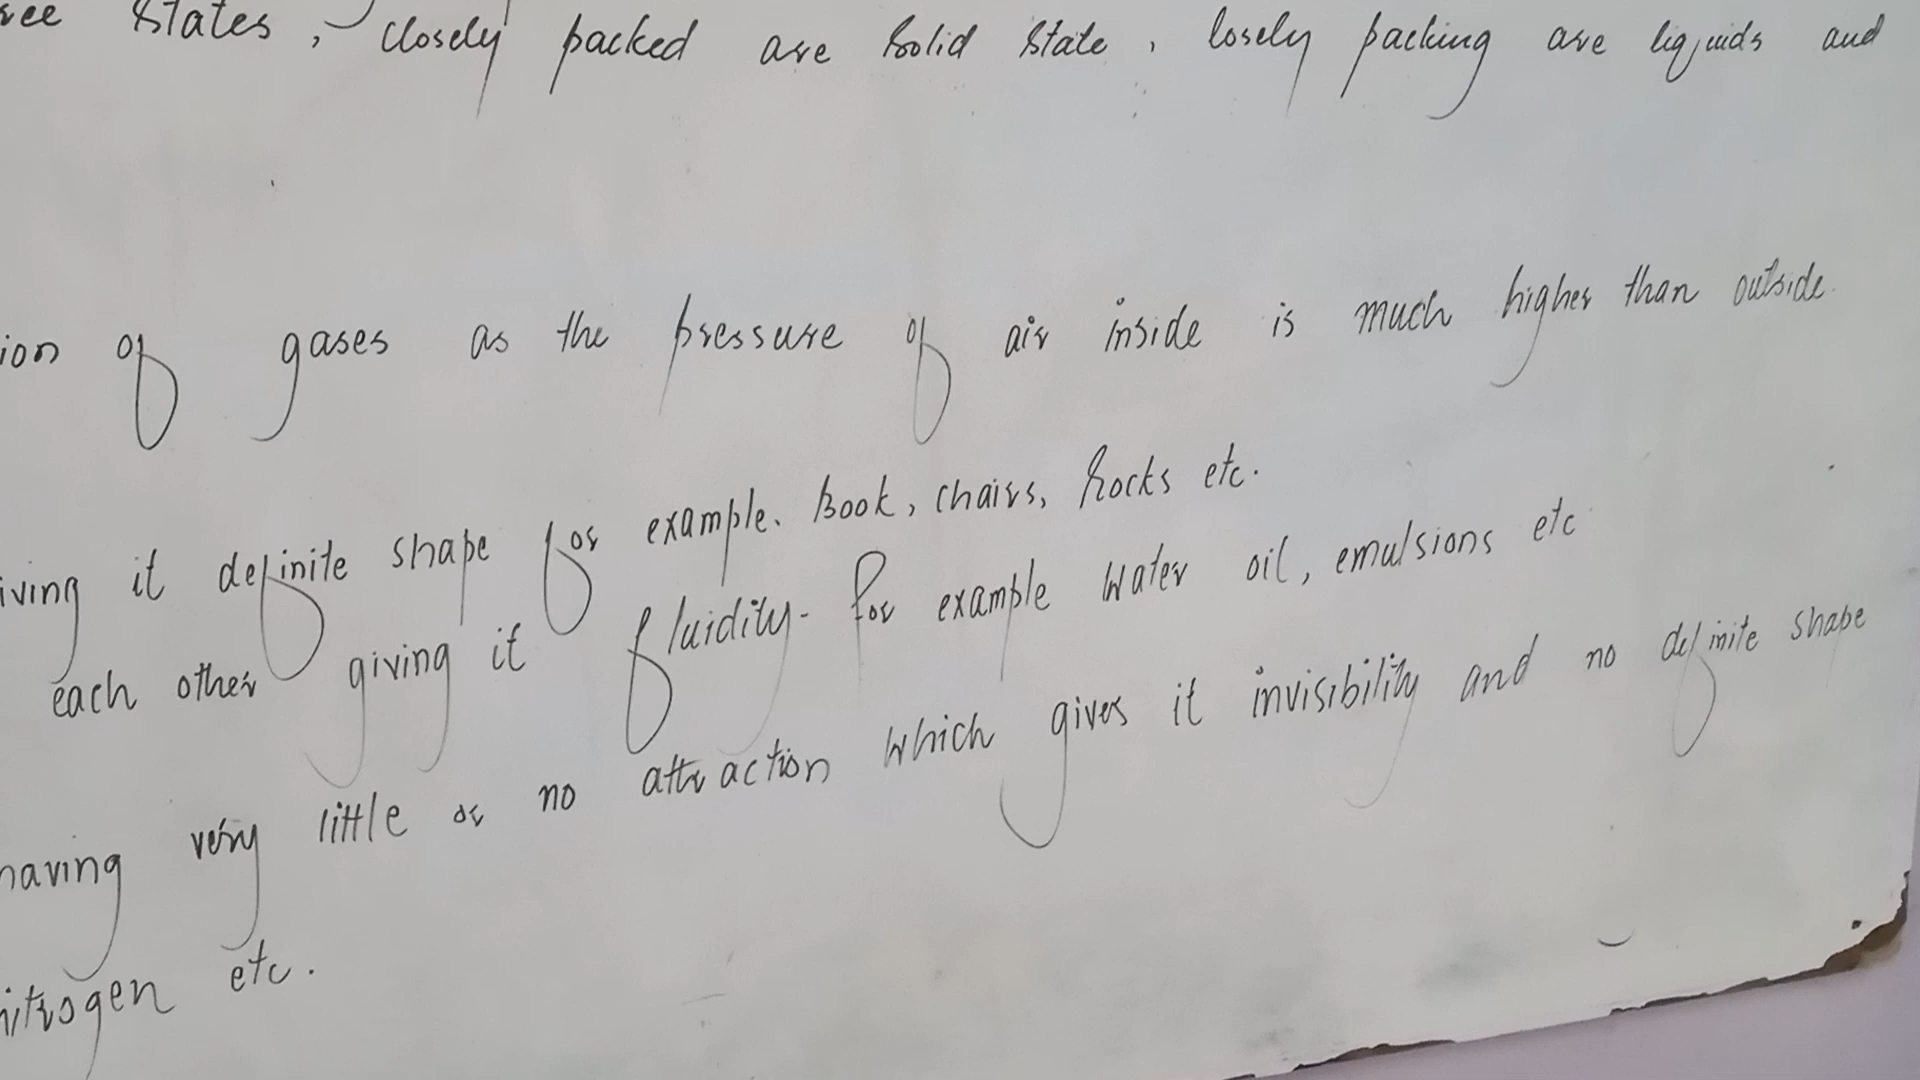 ree states, closely packed are solid state, losely packing are liquids and
ion of gases as the pressure of air inside is much higher than outside.
iving it definite shape for example. Book, chairs, Rocks etc.
each other giving it fluidity- For example water oil, emulsions etc
having very little or no attraction which gives it invisibility and no definite shape
nitrogen etc.